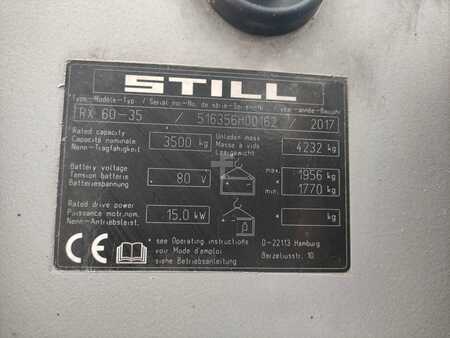 STILL
Type-Modèle-Typ / Serial no.-No. de série-Serien-Nr. / year-année-Baujahr
RX 60-35 / 516356H00162 / 2017
Rated capacity
Capacité nominale
Nenn-Tragfähigkeit
3500 kg
Unladen mass
Masse à vide
Leergewicht
4232 kg
Battery voltage
Tension batterie
Batteriespannung
80 V
max. 1956 kg
min. 1770 kg
Rated drive power
Puissance motr.nom.
Nenn-Antriebsleist.
15.0 kW
* kg
CE
* see Operating instructions
voir Mode d'emploi
siehe Betriebsanleitung
D-22113 Hamburg
Berzeliusstr. 10